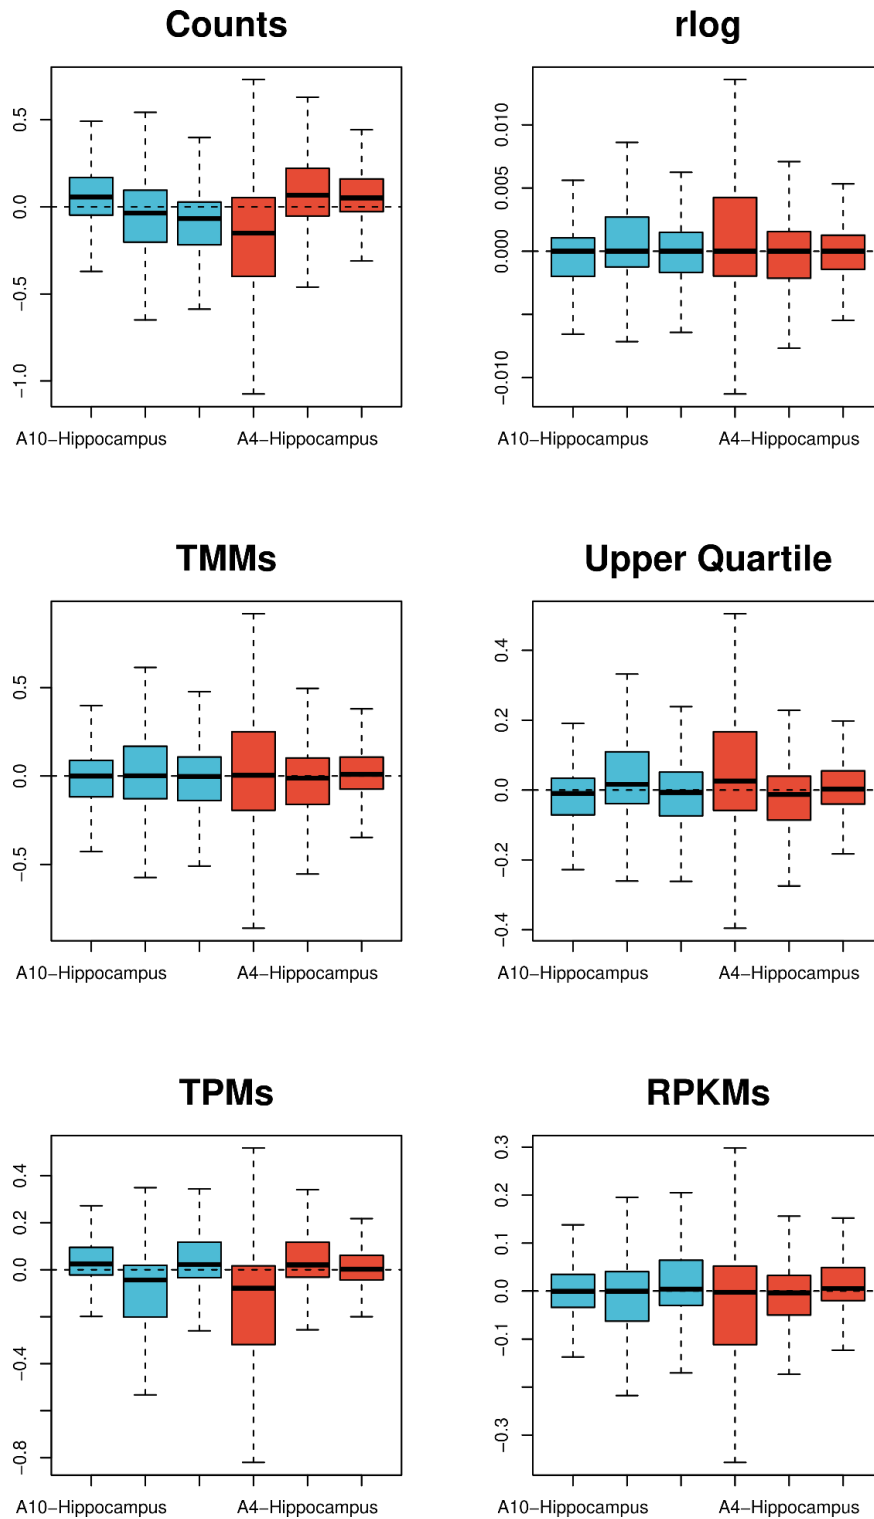 Counts
0.5
0.0
−0.5
−1.0
A10−Hippocampus
A4−Hippocampus
rlog
0.010
0.005
0.000
−0.010
A10−Hippocampus
A4−Hippocampus
TMMs
0.5
0.0
−0.5
A10−Hippocampus
A4−Hippocampus
Upper Quartile
0.4
0.2
0.0
−0.2
−0.4
A10−Hippocampus
A4−Hippocampus
TPMs
0.4
0.2
0.0
−0.4
−0.8
A10−Hippocampus
A4−Hippocampus
RPKMs
0.3
0.2
0.1
0.0
−0.1
−0.3
A10−Hippocampus
A4−Hippocampus